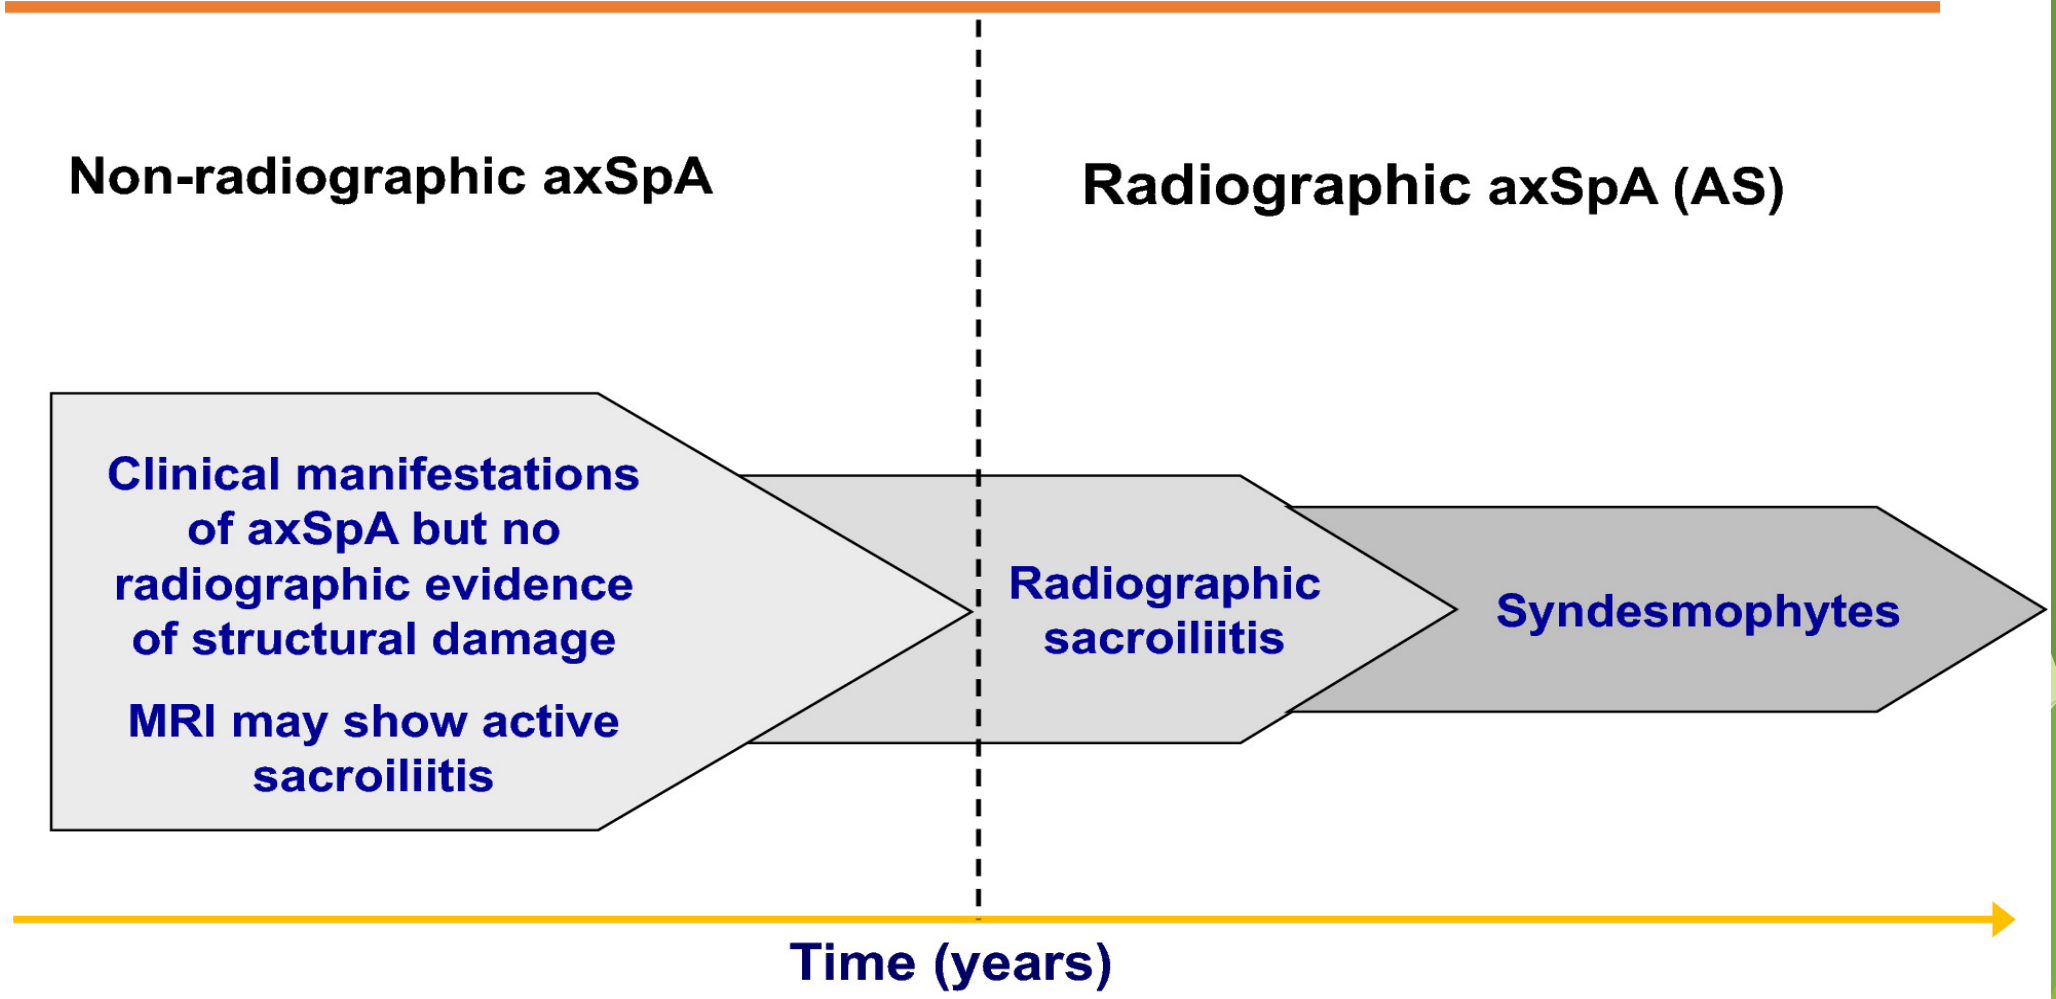 Non-radiographic axSpA
Radiographic axSpA (AS)
Clinical manifestations
of axSpA but no
radiographic evidence
of structural damage
MRI may show active
sacroiliitis
Radiographic
sacroiliitis
Syndesmophytes
Time (years)